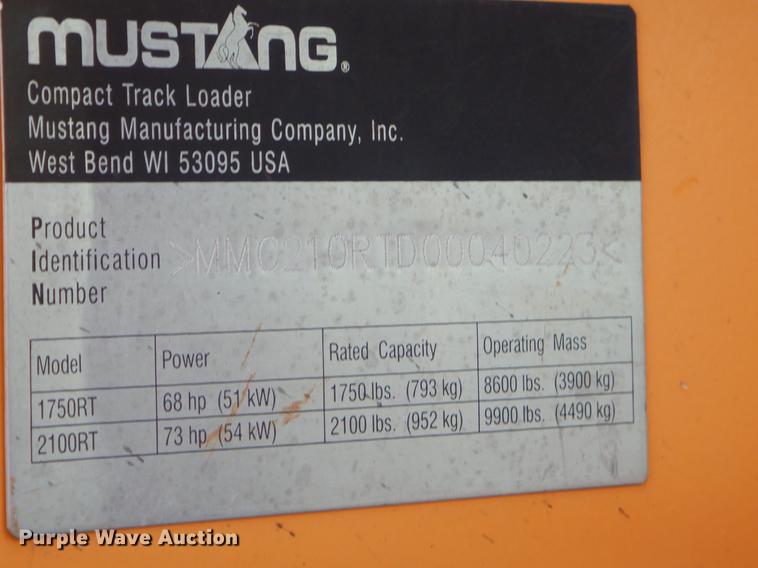 MUSTANG®
Compact Track Loader
Mustang Manufacturing Company, Inc.
West Bend WI 53095 USA
Product
Identification
Number
>MMC210RTD00040223<
Model Power Rated Capacity Operating Mass
1750RT 68 hp (51 kW) 1750 lbs. (793 kg) 8600 lbs. (3900 kg)
2100RT 73 hp (54 kW) 2100 lbs. (952 kg) 9900 lbs. (4490 kg)
Purple Wave Auction